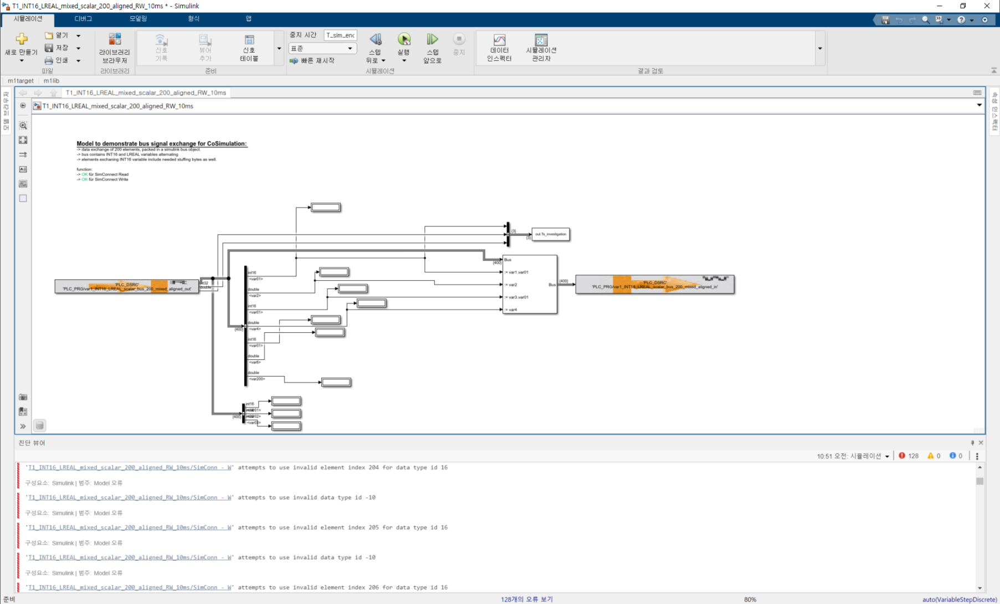 T1_INT16_LREAL_mixed_scalar_200_aligned_RW_10ms * - Simulink
시뮬레이션 디버그 모델링 형식 앱
새로 만들기
열기
저장
인쇄
파일
라이브러리
브라우저
라이브러리
신호
기록
뷰어
추가
신호
테이블
준비
중지 시간 T_sim_enc
표준
빠른 재시작
스텝
뒤로
실행
스텝
앞으로
중지
시뮬레이션
데이터
인스펙터
시뮬레이션
관리자
결과 검토
m1target m1lib
모델 브라우저
속성 인스펙터
T1_INT16_LREAL_mixed_scalar_200_aligned_RW_10ms
T1_INT16_LREAL_mixed_scalar_200_aligned_RW_10ms
Model to demonstrate bus signal exchange for CoSimulation:
-> data exchange of 200 elements, packed in a simulink bus object.
-> bus contains INT16 and LREAL variables alternating
-> elements exchaning INT16 variable include needed stuffing bytes as well.
function:
-> OK für SimConnect Read
-> OK für SimConnect Write
(3)
(3)
out.Ts_investigation
'PLC_DSRC'
'PLC_PRG/var1_INT16_LREAL_scalar_bus_200_mixed_aligned_out'
double
(400)
int16
<var01>
double
<var2>
int16
<var01>
double
<var4>
int16
<var01>
double
<var6>
double
<var200>
(400)
Bus
:= var1.var01
:= var2
:= var3.var01
:= var4
Bus
(400)
'PLC_DSRC'
'PLC_PRG/var1_INT16_LREAL_scalar_bus_200_mixed_aligned_in'
(400)
int16
진단 뷰어
10:51 오전: 시뮬레이션 128 0 0
'T1_INT16_LREAL_mixed_scalar_200_aligned_RW_10ms/SimConn - W' attempts to use invalid element index 204 for data type id 16
구성요소: Simulink | 범주: Model 오류
'T1_INT16_LREAL_mixed_scalar_200_aligned_RW_10ms/SimConn - W' attempts to use invalid data type id -10
구성요소: Simulink | 범주: Model 오류
'T1_INT16_LREAL_mixed_scalar_200_aligned_RW_10ms/SimConn - W' attempts to use invalid element index 205 for data type id 16
구성요소: Simulink | 범주: Model 오류
'T1_INT16_LREAL_mixed_scalar_200_aligned_RW_10ms/SimConn - W' attempts to use invalid data type id -10
구성요소: Simulink | 범주: Model 오류
'T1_INT16_LREAL_mixed_scalar_200_aligned_RW_10ms/SimConn - W' attempts to use invalid element index 206 for data type id 16
준비 128개의 오류 보기 80% auto(VariableStepDiscrete)